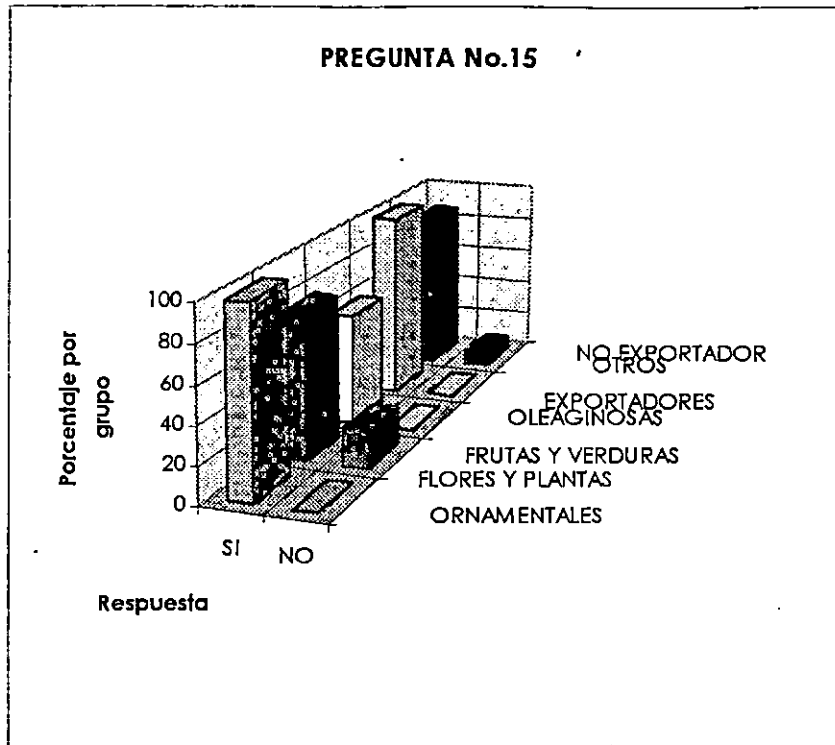 PREGUNTA No.15
Porcentaje por
grupo
100
80
60
40
20
0
NO EXPORTADOR
OTROS
EXPORTADORES
OLEAGINOSAS
FRUTAS Y VERDURAS
FLORES Y PLANTAS
ORNAMENTALES
SI
NO
Respuesta